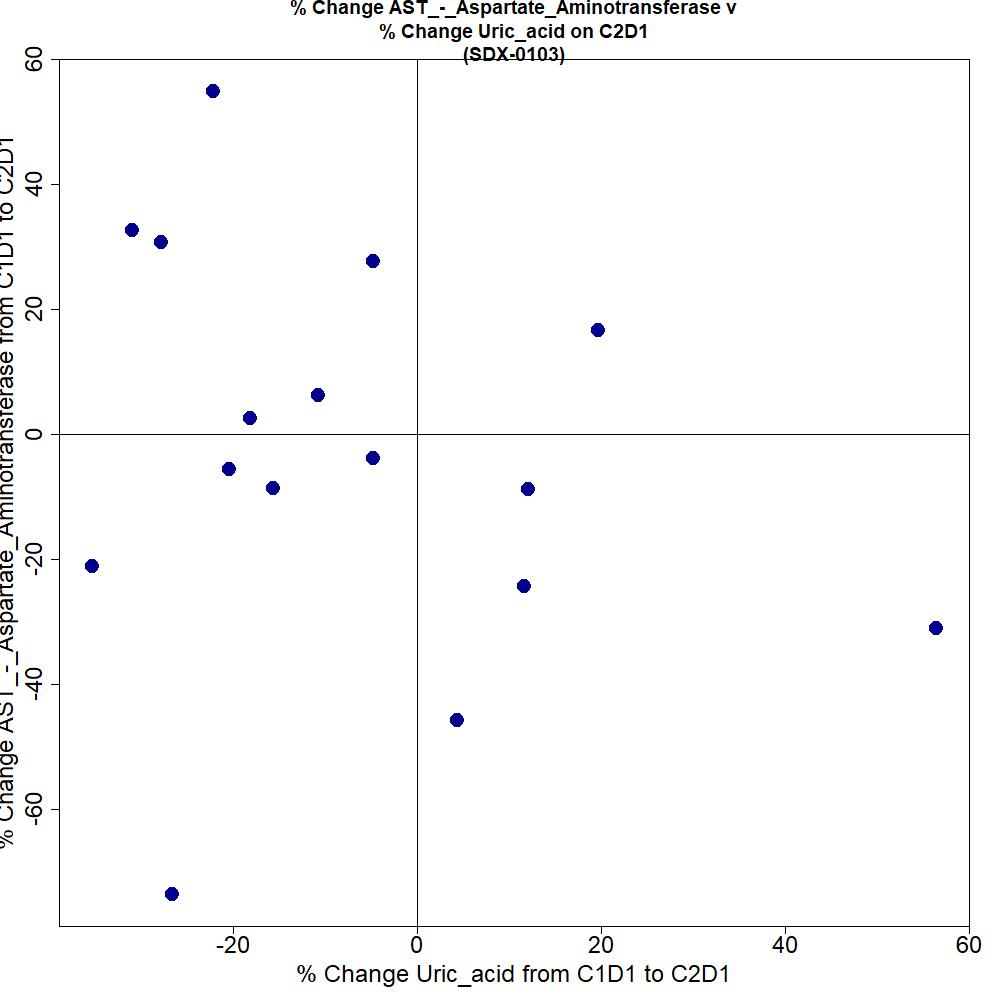 % Change AST_-_Aspartate_Aminotransferase v
% Change Uric_acid on C2D1
(SDX-0103)
% Change AST_-_Aspartate_Aminotransferase from C1D1 to C2D1
60
40
20
0
-20
-40
-60
-20
0
20
40
60
% Change Uric_acid from C1D1 to C2D1